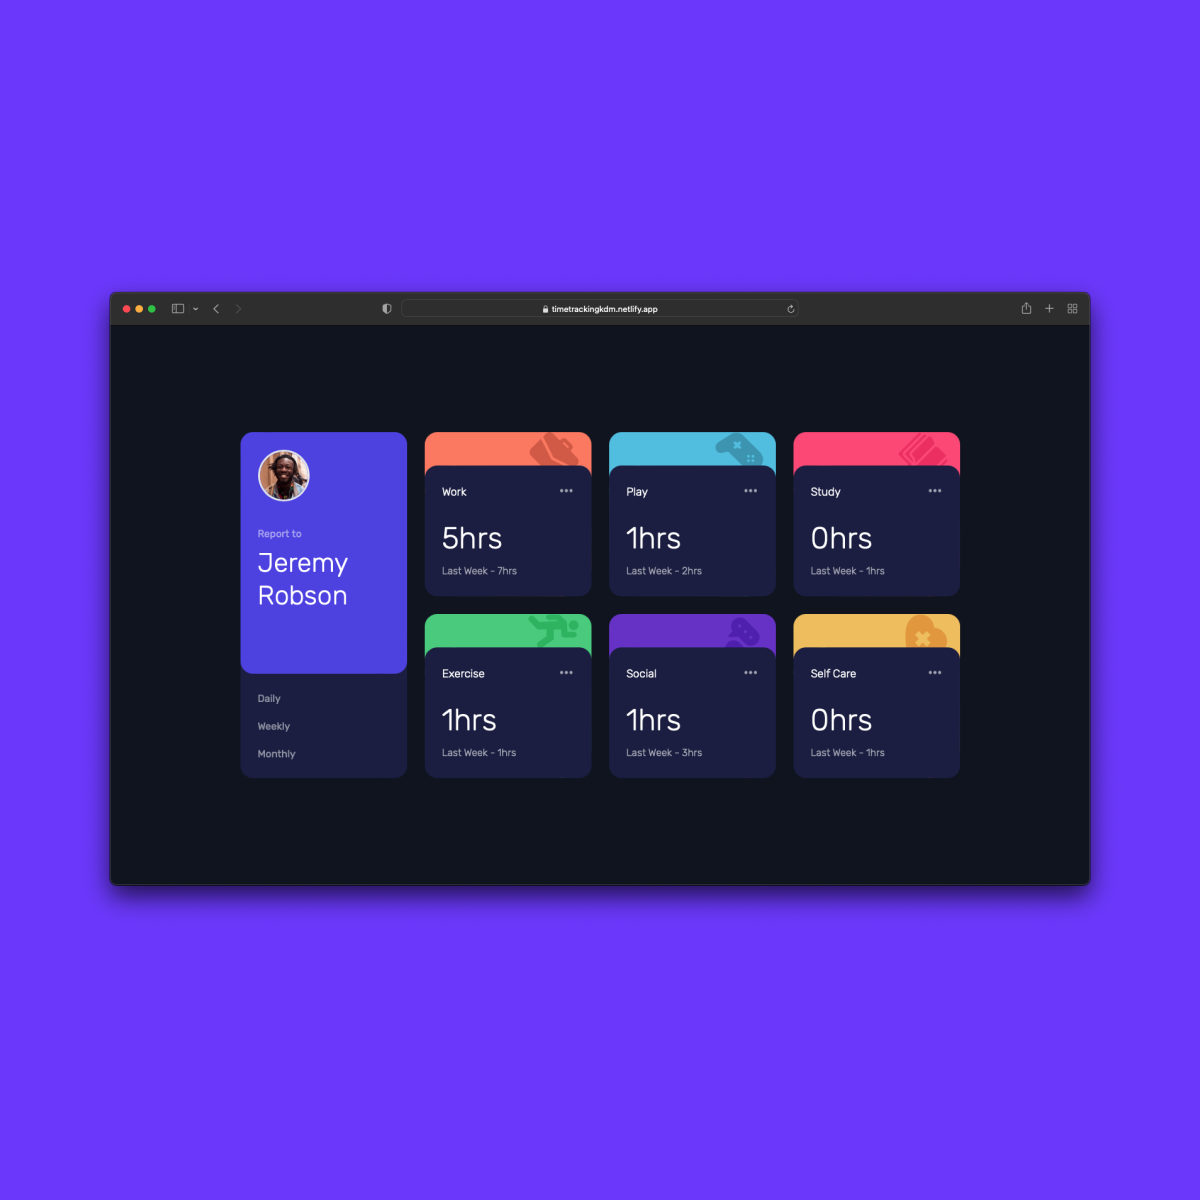 timetrackingkdm.netlify.app
Report to
Jeremy
Robson
Daily
Weekly
Monthly
Work
5hrs
Last Week - 7hrs
Play
1hrs
Last Week - 2hrs
Study
0hrs
Last Week - 1hrs
Exercise
1hrs
Last Week - 1hrs
Social
1hrs
Last Week - 3hrs
Self Care
0hrs
Last Week - 1hrs